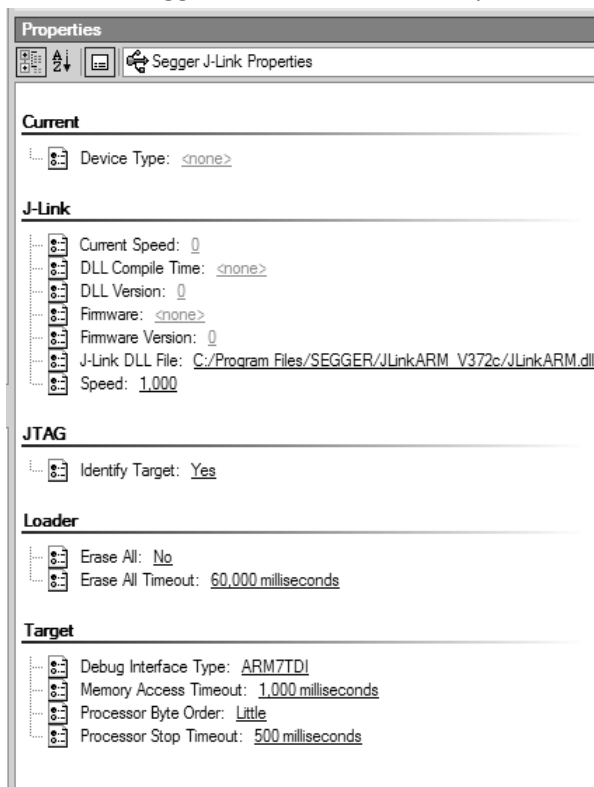 Properties
Segger J-Link Properties
Current
Device Type: <none>
J-Link
Current Speed: 0
DLL Compile Time: <none>
DLL Version: 0
Firmware: <none>
Firmware Version: 0
J-Link DLL File: C:/Program Files/SEGGER/JLinkARM_V372c/JLinkARM.dll
Speed: 1,000
JTAG
Identify Target: Yes
Loader
Erase All: No
Erase All Timeout: 60,000 milliseconds
Target
Debug Interface Type: ARM7TDI
Memory Access Timeout: 1,000 milliseconds
Processor Byte Order: Little
Processor Stop Timeout: 500 milliseconds